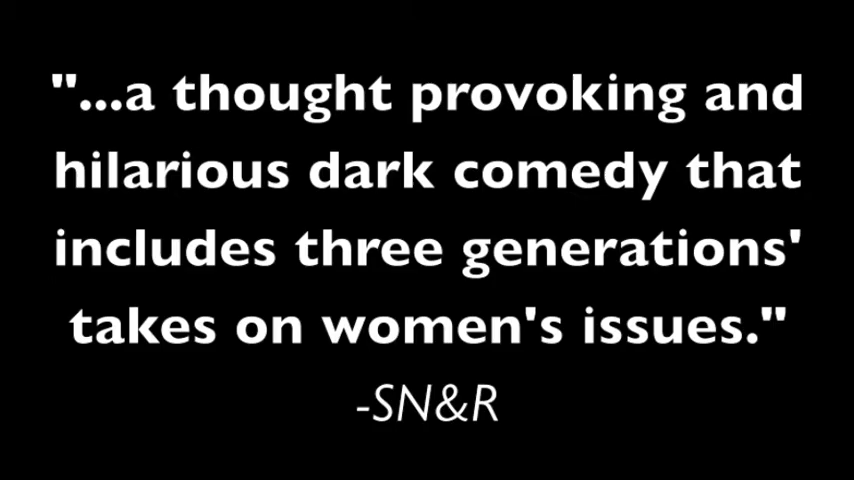 "...a thought provoking and
hilarious dark comedy that
includes three generations'
takes on women's issues."
-SN&R